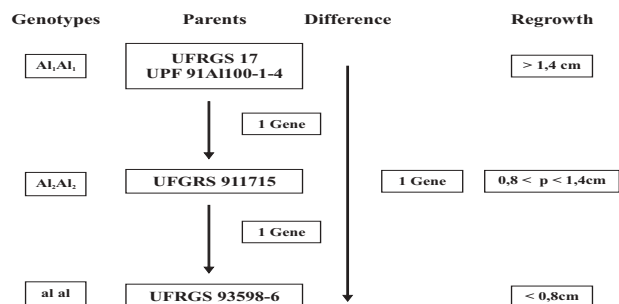 Genotypes Parents Difference Regrowth
Al₁Al₁ UFRGS 17 > 1,4 cm
UPF 91Al100-1-4
1 Gene
Al₂Al₂ UFGRS 911715 1 Gene 0,8 < p < 1,4cm
1 Gene
al al UFRGS 93598-6 < 0,8cm